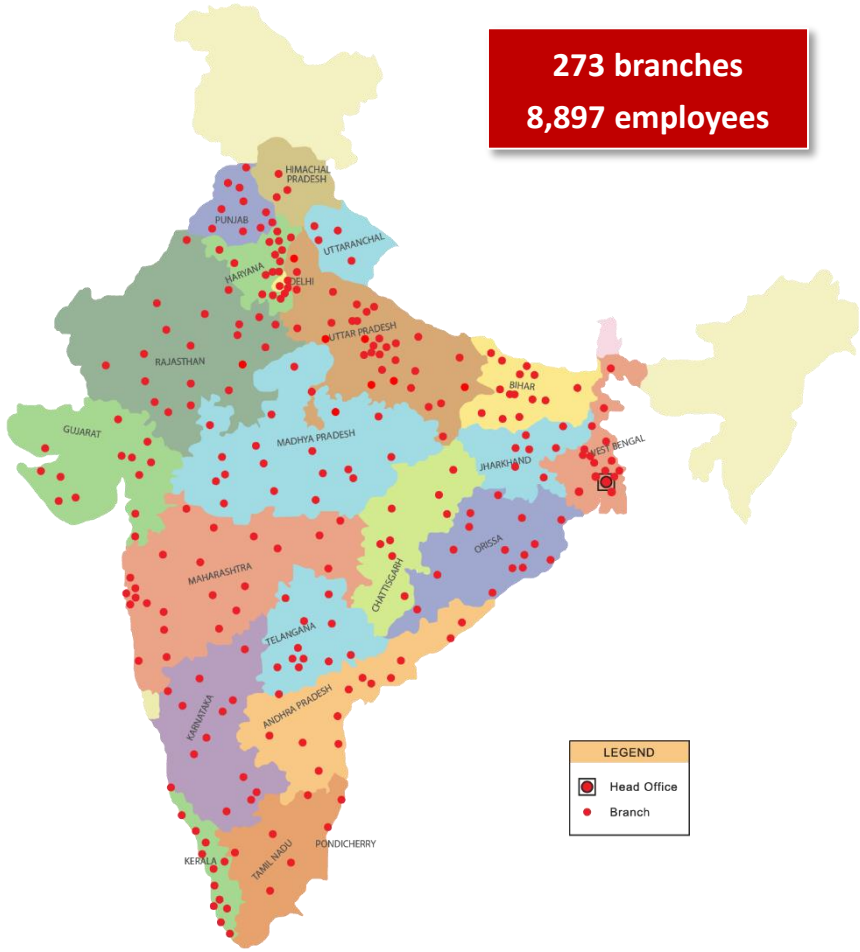 273 branches
8,897 employees
HIMACHAL
PRADESH
PUNJAB
UTTARANCHAL
HARYANA
DELHI
UTTAR PRADESH
RAJASTHAN
BIHAR
GUJARAT
MADHYA PRADESH
JHARKHAND
WEST BENGAL
ORISSA
CHATTISGARH
MAHARASHTRA
TELANGANA
ANDHRA PRADESH
KARNATAKA
LEGEND
Head Office
Branch
PONDICHERRY
KERALA
TAMIL NADU